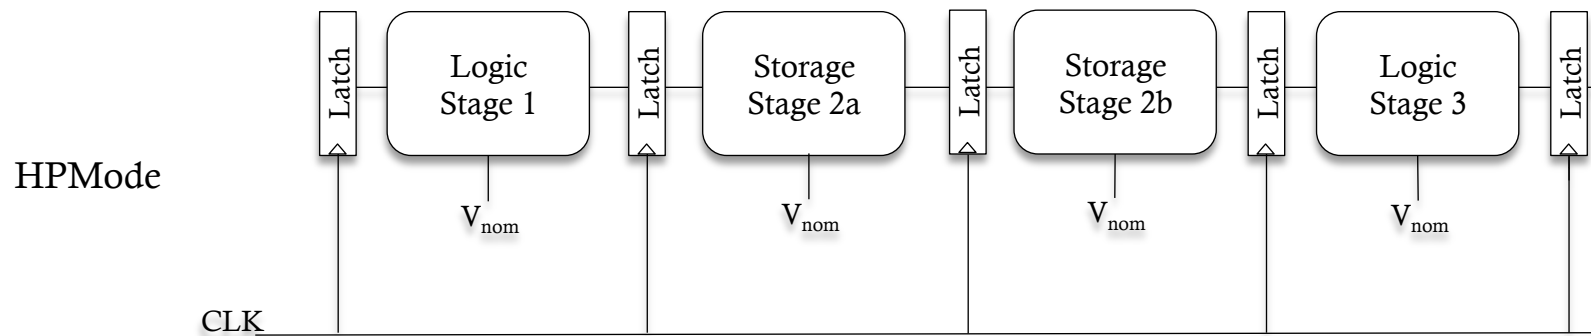 Latch
Logic
Stage 1
Latch
Storage
Stage 2a
Latch
Storage
Stage 2b
Latch
Logic
Stage 3
Latch
HPMode
Vnom
Vnom
Vnom
Vnom
CLK